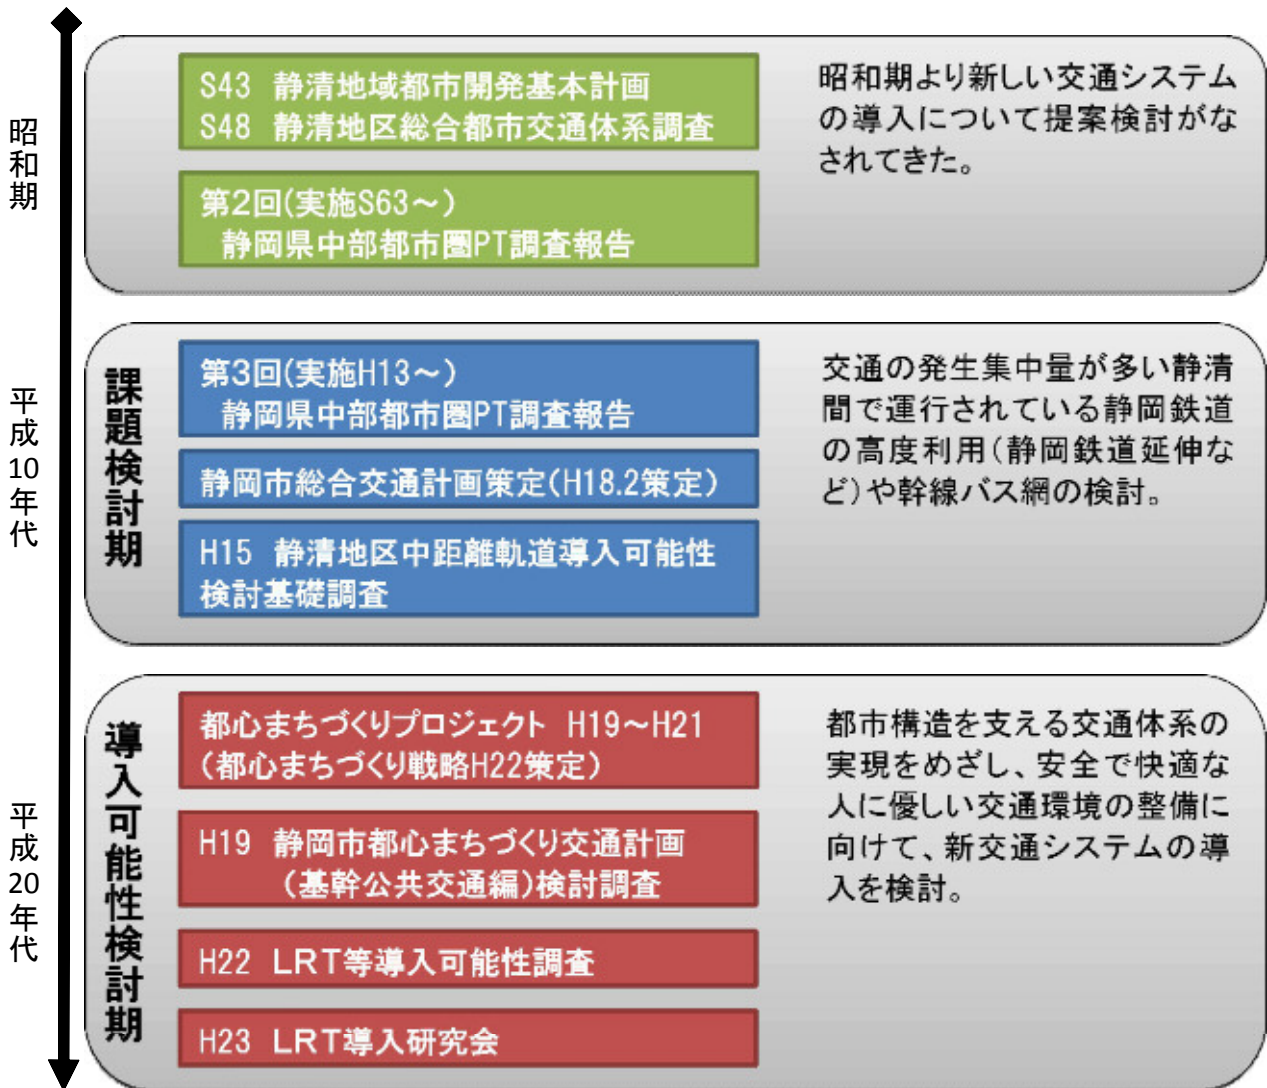 昭和期
S43 静清地域都市開発基本計画
S48 静清地区総合都市交通体系調査
第2回(実施S63～)
静岡県中部都市圏PT調査報告
昭和期より新しい交通システム
の導入について提案検討がな
されてきた。
平成10年代
課題検討期
第3回(実施H13～)
静岡県中部都市圏PT調査報告
静岡市総合交通計画策定(H18.2策定)
H15 静清地区中距離軌道導入可能性
検討基礎調査
交通の発生集中量が多い静清
間で運行されている静岡鉄道
の高度利用(静岡鉄道延伸な
ど)や幹線バス網の検討。
平成20年代
導入可能性検討期
都心まちづくりプロジェクト H19～H21
(都心まちづくり戦略H22策定)
H19 静岡市都心まちづくり交通計画
(基幹公共交通編)検討調査
H22 LRT等導入可能性調査
H23 LRT導入研究会
都市構造を支える交通体系の
実現をめざし、安全で快適な
人に優しい交通環境の整備に
向けて、新交通システムの導
入を検討。